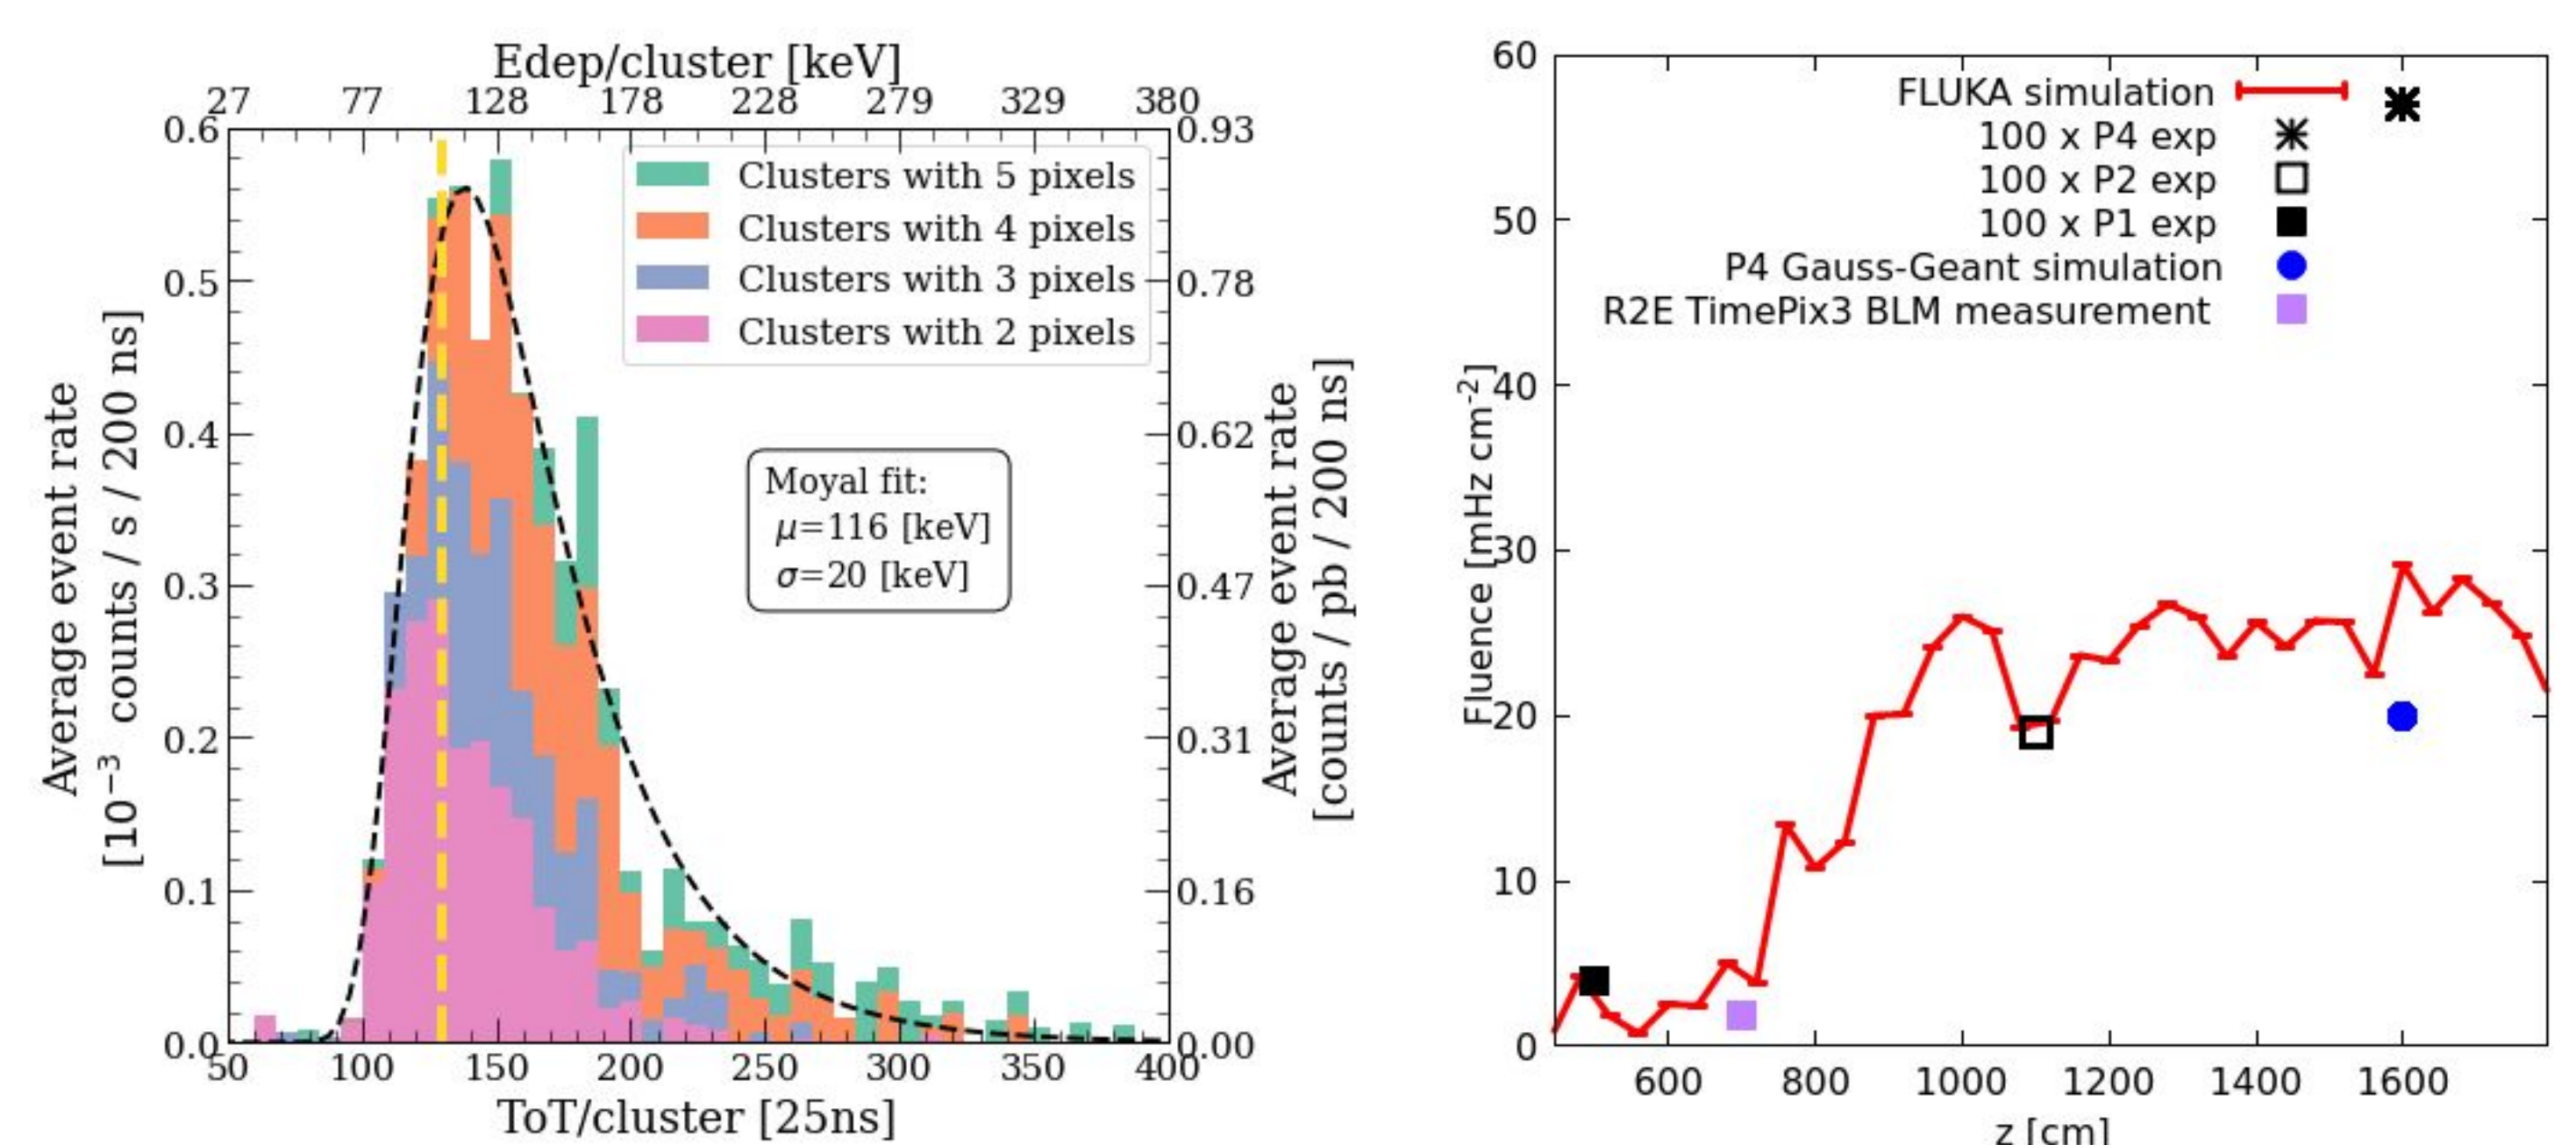 Edep/cluster [keV]
27 77 128 178 228 279 329 380
0.6
0.5
0.4
0.3
0.2
0.1
0.0
0.93
0.78
0.62
0.47
0.31
0.16
0.00
Average event rate
[10⁻³ counts / s / 200 ns]
Clusters with 5 pixels
Clusters with 4 pixels
Clusters with 3 pixels
Clusters with 2 pixels
Moyal fit:
μ=116 [keV]
σ=20 [keV]
Average event rate
[counts / pb / 200 ns]
50 100 150 200 250 300 350 400
ToT/cluster [25ns]
60
50
40
30
20
10
0
Fluence [mHz cm⁻²]
FLUKA simulation
100 x P4 exp
100 x P2 exp
100 x P1 exp
P4 Gauss-Geant simulation
R2E TimePix3 BLM measurement
600 800 1000 1200 1400 1600
z [cm]